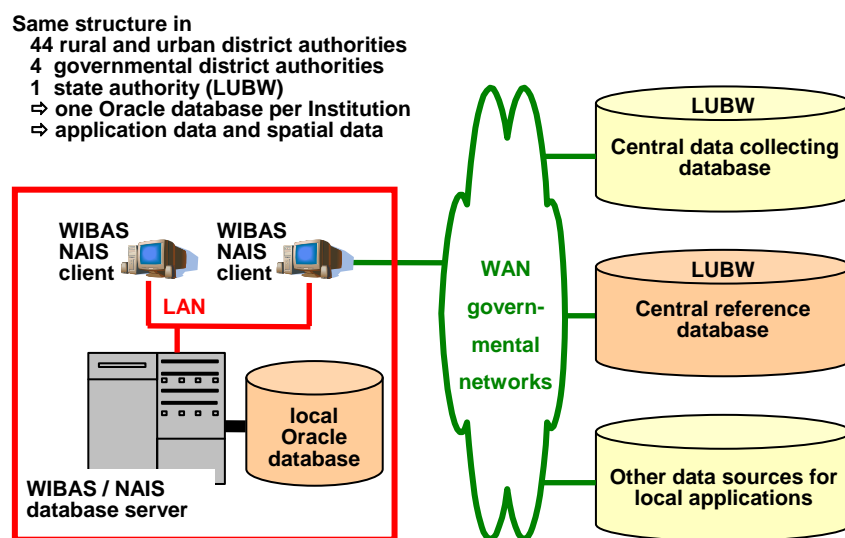 Same structure in
44 rural and urban district authorities
4 governmental district authorities
1 state authority (LUBW)
⇨ one Oracle database per Institution
⇨ application data and spatial data
WIBAS
NAIS
client
WIBAS
NAIS
client
LAN
local
Oracle
database
WIBAS / NAIS
database server
WAN
govern-
mental
networks
LUBW
Central data collecting
database
LUBW
Central reference
database
Other data sources for
local applications